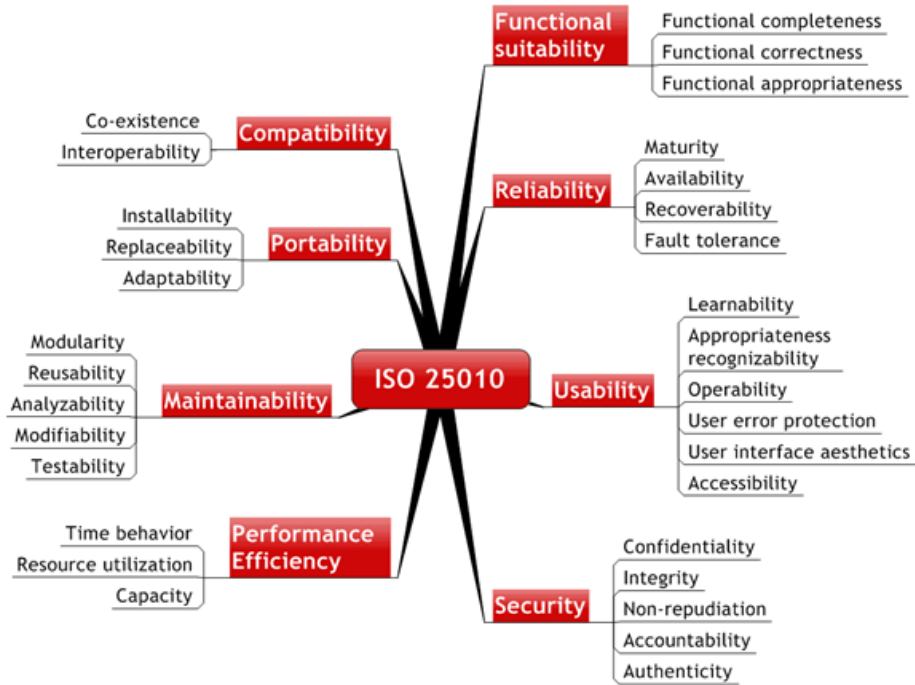 Functional
suitability
Functional completeness
Functional correctness
Functional appropriateness
Compatibility
Co-existence
Interoperability
Reliability
Maturity
Availability
Recoverability
Fault tolerance
Portability
Installability
Replaceability
Adaptability
ISO 25010
Usability
Learnability
Appropriateness
recognizability
Operability
User error protection
User interface aesthetics
Accessibility
Maintainability
Modularity
Reusability
Analyzability
Modifiability
Testability
Performance
Efficiency
Time behavior
Resource utilization
Capacity
Security
Confidentiality
Integrity
Non-repudiation
Accountability
Authenticity